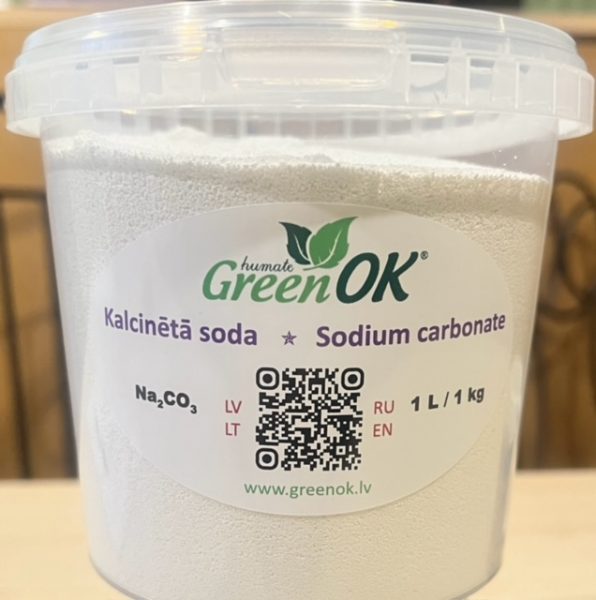 humate
GreenOK®
Kalcinētā soda ★ Sodium carbonate
Na₂CO₃
LV RU
LT EN
1 L / 1 kg
www.greenok.lv